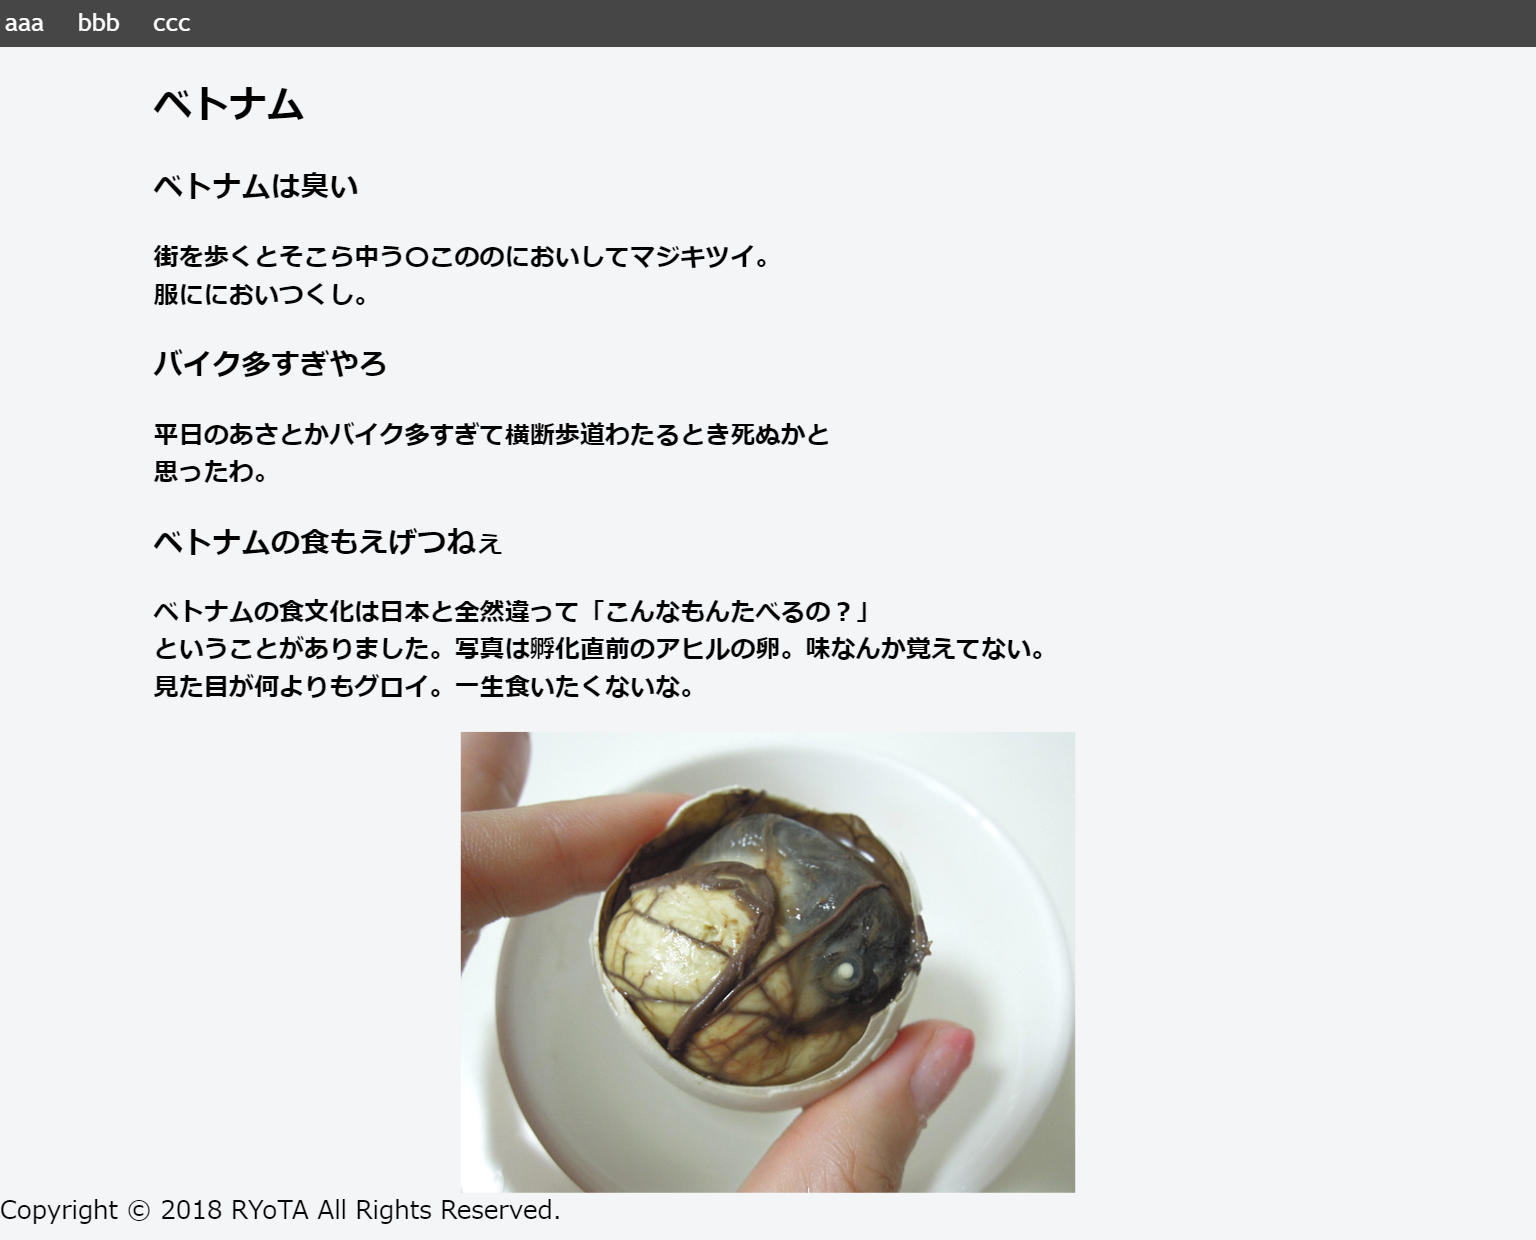 aaa bbb ccc
ベトナム
ベトナムは臭い
街を歩くとそこら中う〇こののにおいしてマジキツイ。
服ににおいつくし。
バイク多すぎやろ
平日のあさとかバイク多すぎて横断歩道わたるとき死ぬかと
思ったわ。
ベトナムの食もえげつねぇ
ベトナムの食文化は日本と全然違って「こんなもんたべるの？」
ということがありました。写真は孵化直前のアヒルの卵。味なんか覚えてない。
見た目が何よりもグロイ。一生食いたくないな。
Copyright © 2018 RYoTA All Rights Reserved.